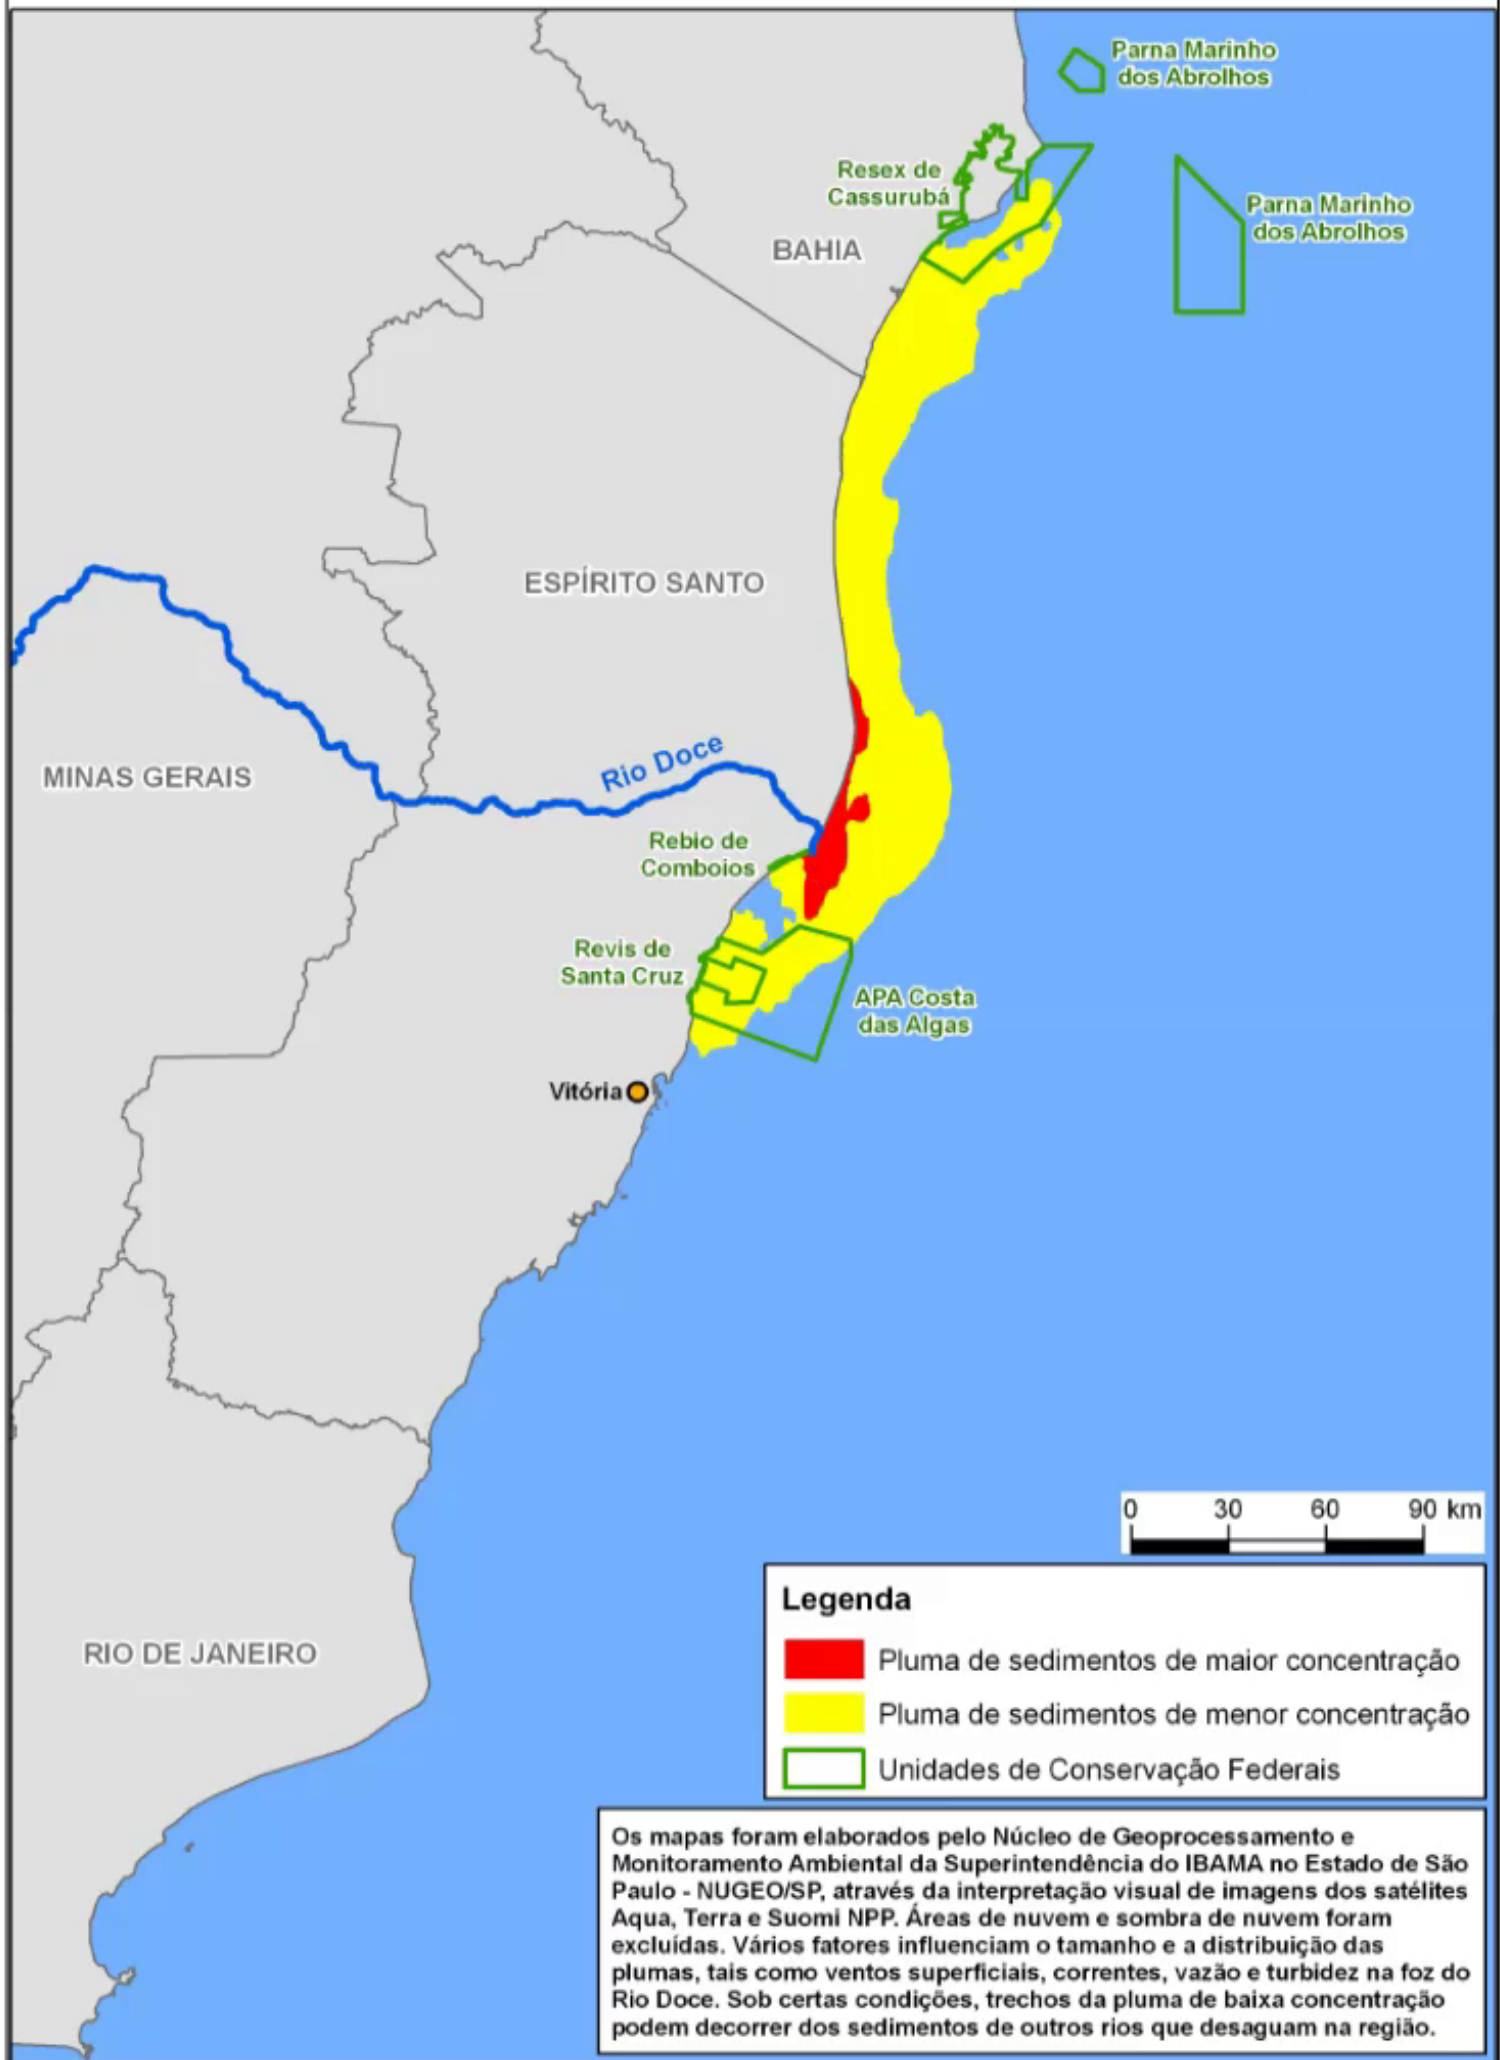 Parna Marinho
dos Abrolhos
Resex de
Cassurubá
Parna Marinho
dos Abrolhos
BAHIA
ESPÍRITO SANTO
Rio Doce
MINAS GERAIS
Rebio de
Comboios
Revis de
Santa Cruz
APA Costa
das Algas
Vitória
0 30 60 90 km
RIO DE JANEIRO
Legenda
Pluma de sedimentos de maior concentração
Pluma de sedimentos de menor concentração
Unidades de Conservação Federais
Os mapas foram elaborados pelo Núcleo de Geoprocessamento e
Monitoramento Ambiental da Superintendência do IBAMA no Estado de São
Paulo - NUGEO/SP, através da interpretação visual de imagens dos satélites
Aqua, Terra e Suomi NPP. Áreas de nuvem e sombra de nuvem foram
excluídas. Vários fatores influenciam o tamanho e a distribuição das
plumas, tais como ventos superficiais, correntes, vazão e turbidez na foz do
Rio Doce. Sob certas condições, trechos da pluma de baixa concentração
podem decorrer dos sedimentos de outros rios que desaguam na região.